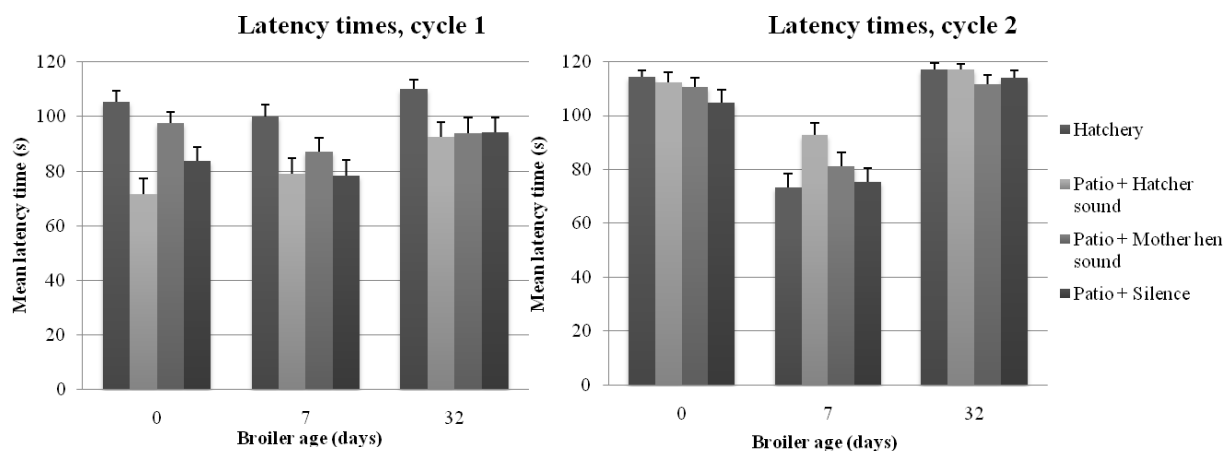 Latency times, cycle 1
120
100
80
60
40
20
0
Mean latency time (s)
0 7 32
Broiler age (days)
Latency times, cycle 2
120
100
80
60
40
20
0
Mean latency time (s)
0 7 32
Broiler age (days)
Hatchery
Patio + Hatcher
sound
Patio + Mother hen
sound
Patio + Silence